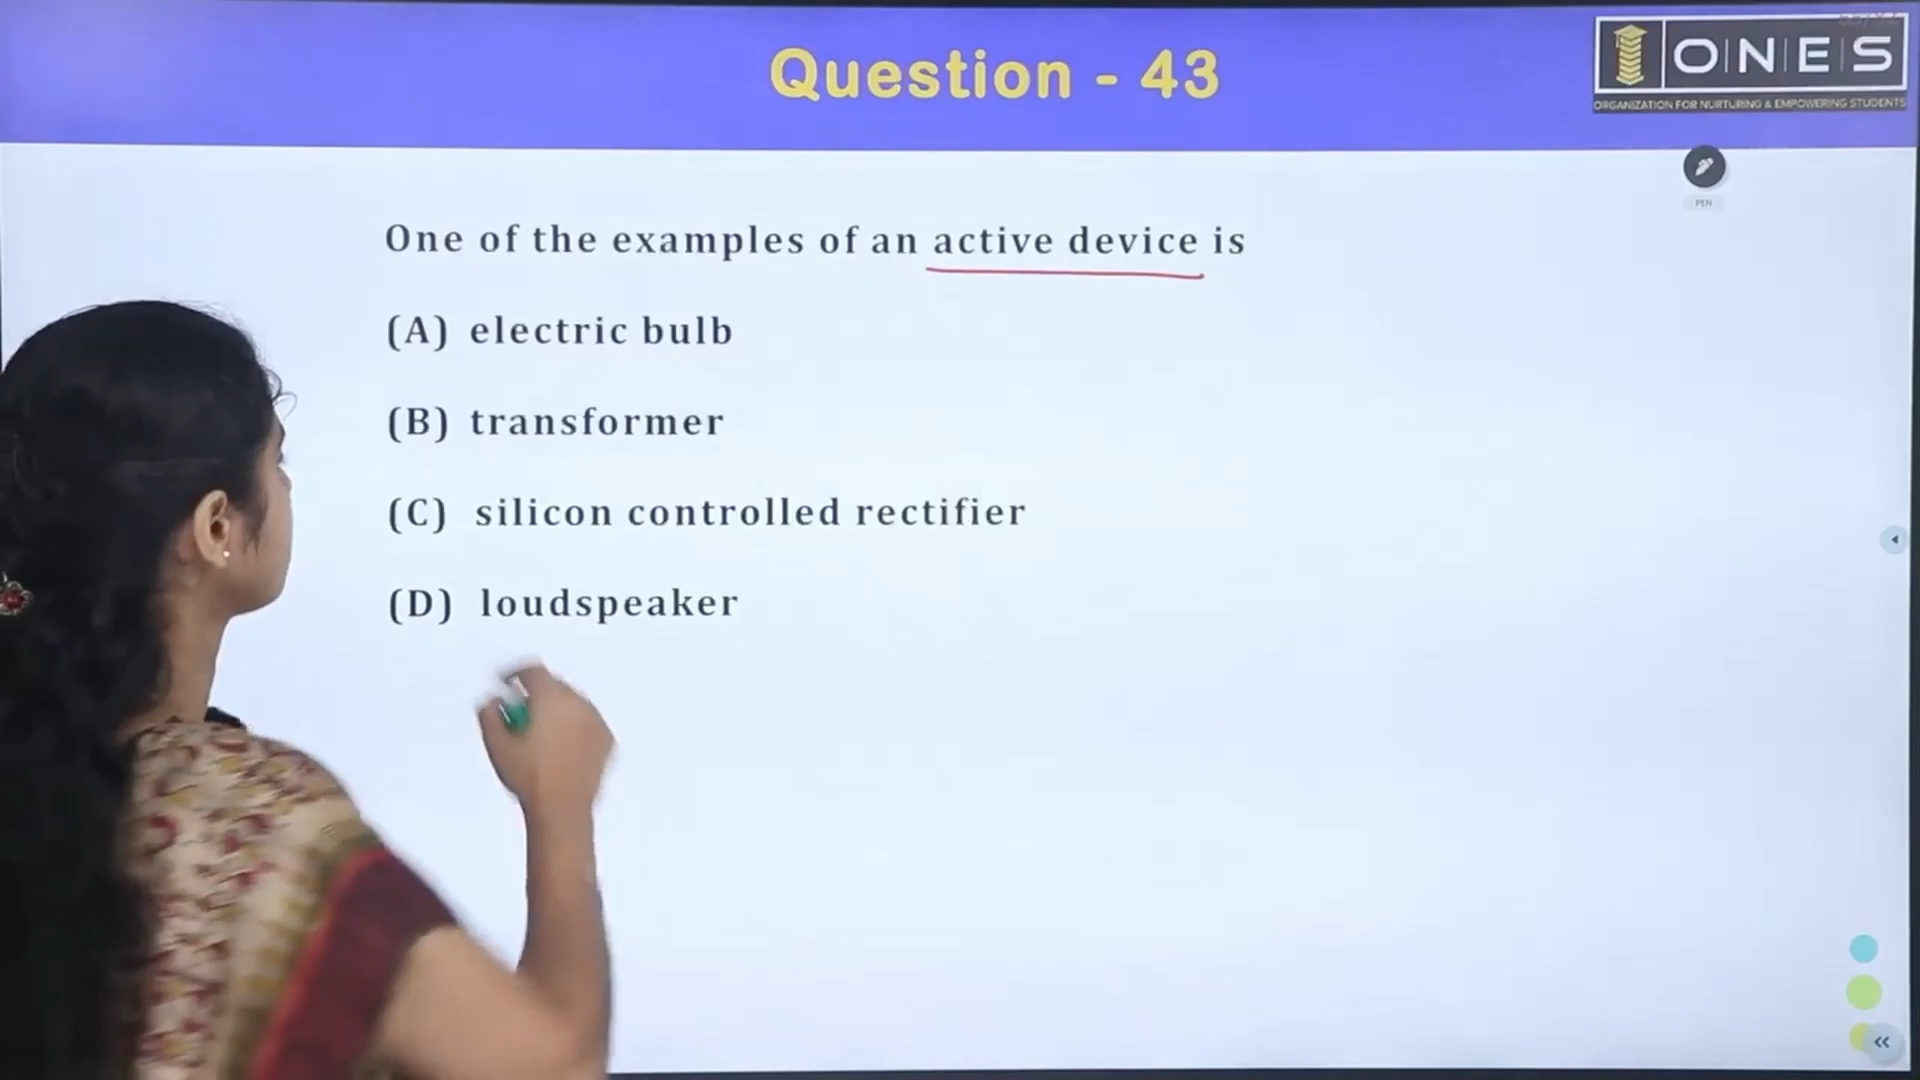 Question - 43
ONES
ORGANIZATION FOR NURTURING & EMPOWERING STUDENTS
PEN
One of the examples of an active device is
(A) electric bulb
(B) transformer
(C) silicon controlled rectifier
(D) loudspeaker